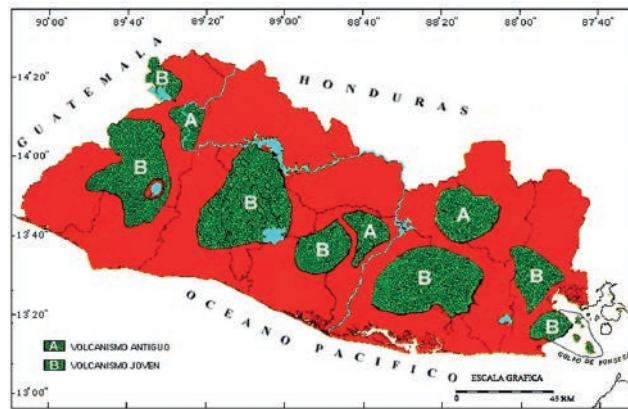 90°00' 89°40' 89°20' 89°00' 88°40' 88°20' 88°00' 87°40'
14°20'
14°00'
13°40'
13°20'
13°00'
GUATEMALA
HONDURAS
B
A
B
B
A
A
B
B
B
B
OCEANO PACIFICO
GOLFO DE FONSECA
A VOLCANISMO ANTIGUO
B VOLCANISMO JOVEN
ESCALA GRAFICA
0 45 KM